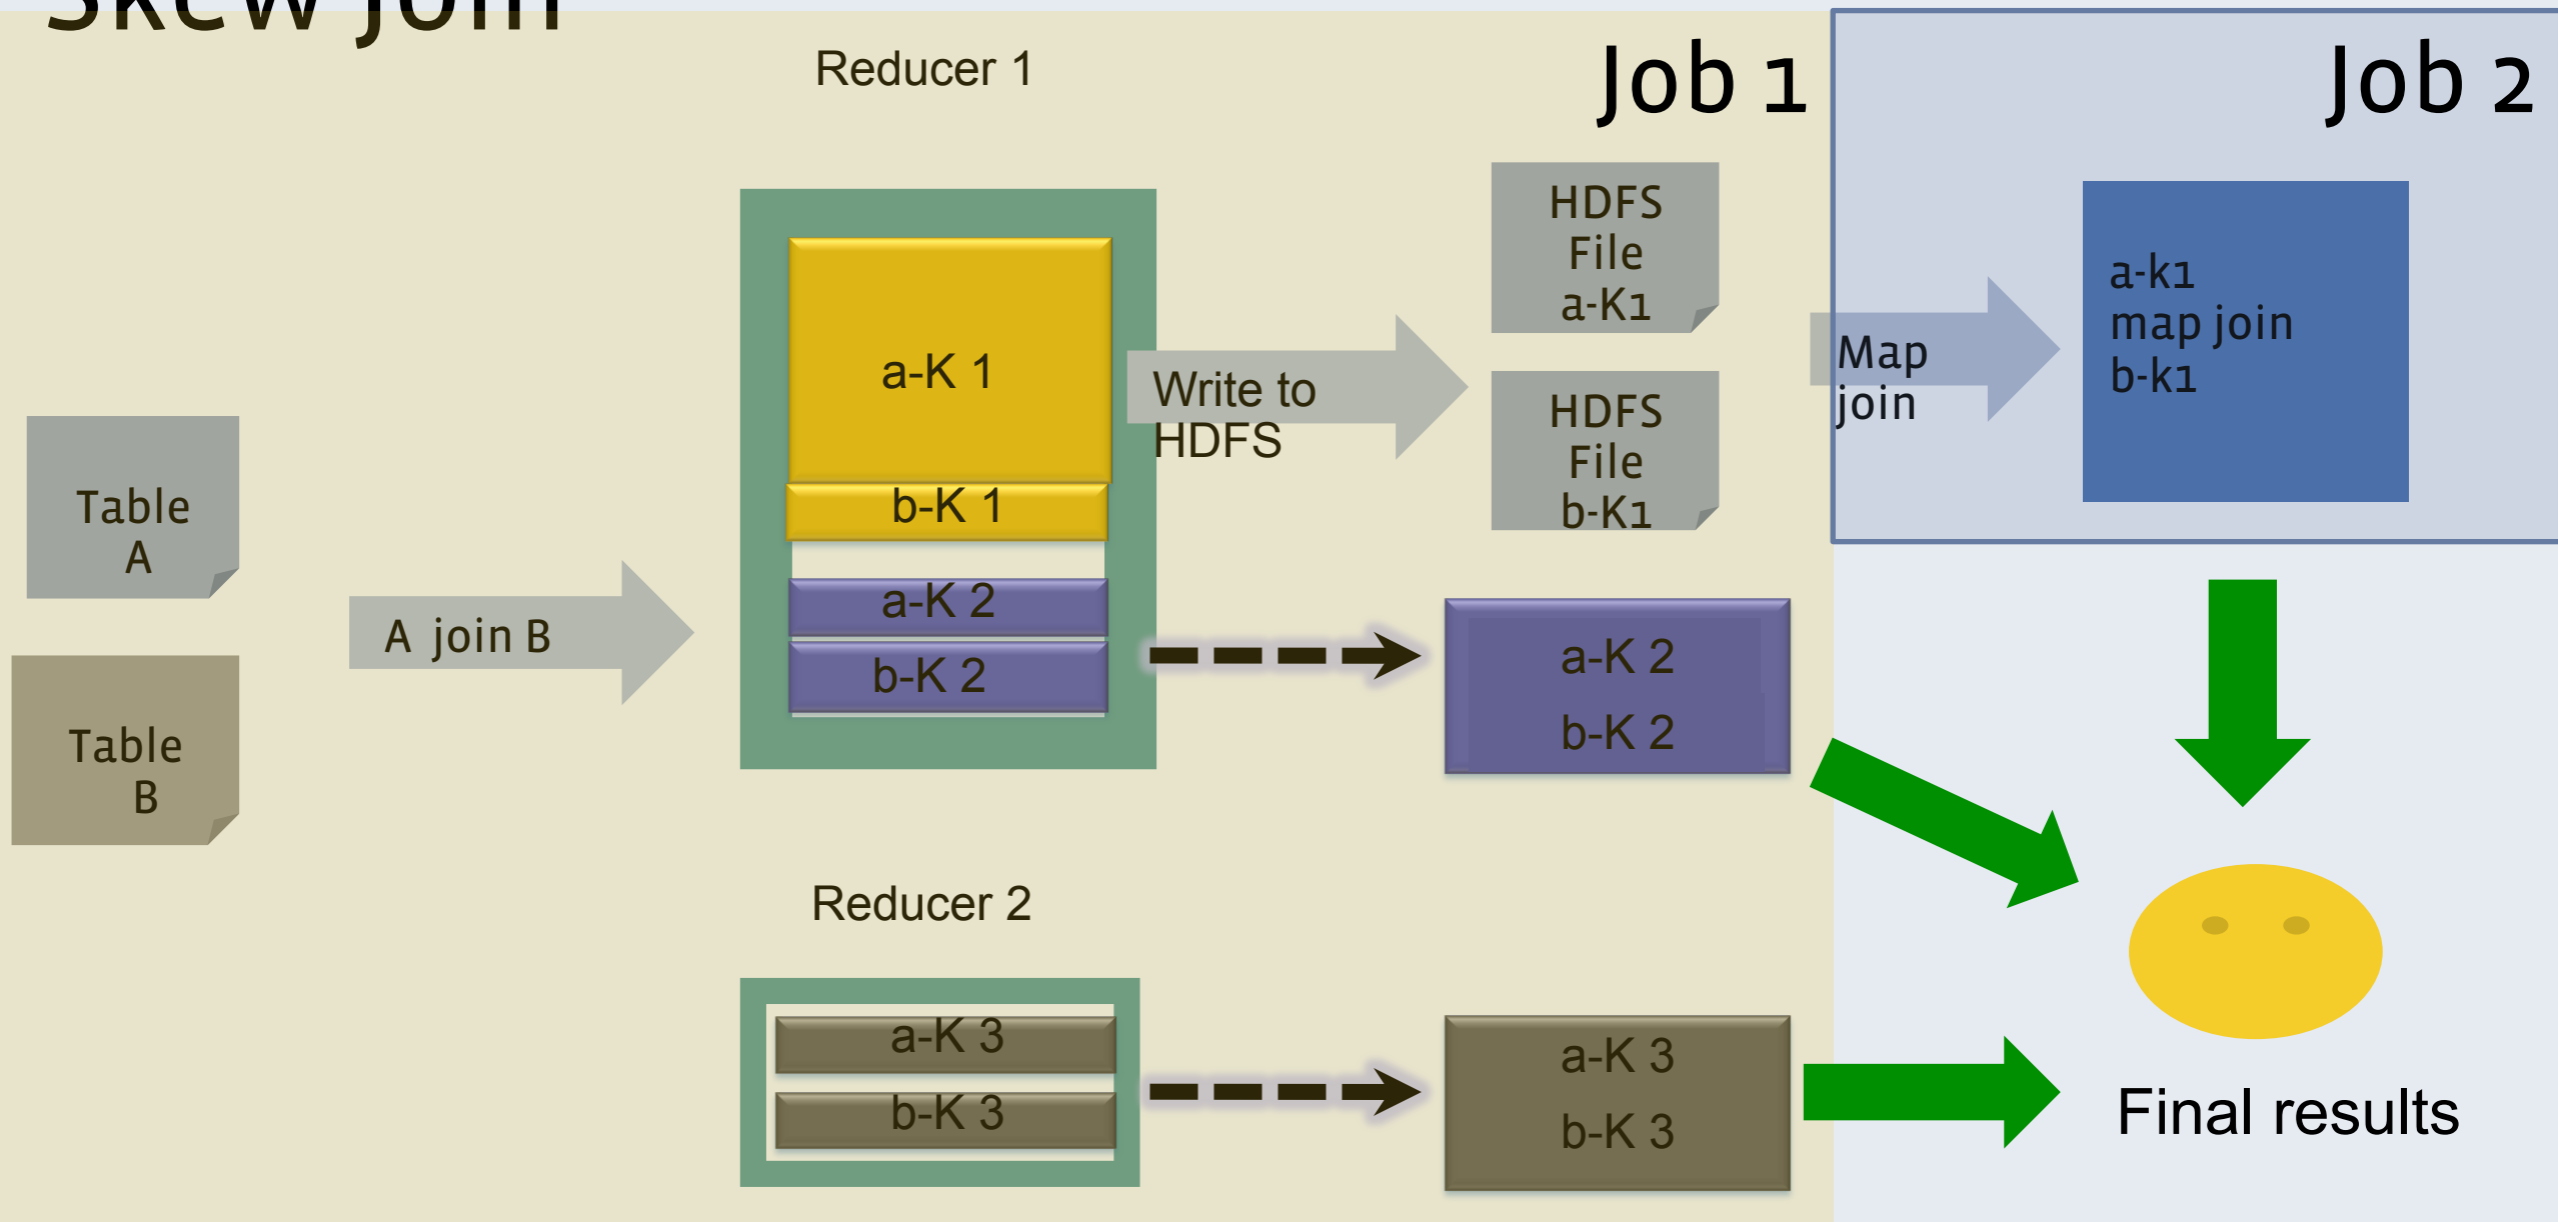 Skew join
Reducer 1
Job 1
Job 2
HDFS
File
a-K1
a-K 1
Write to
HDFS
HDFS
File
b-K1
Map
join
a-k1
map join
b-k1
b-K 1
Table
A
A join B
a-K 2
b-K 2
a-K 2
b-K 2
Table
B
Reducer 2
a-K 3
b-K 3
a-K 3
b-K 3
Final results